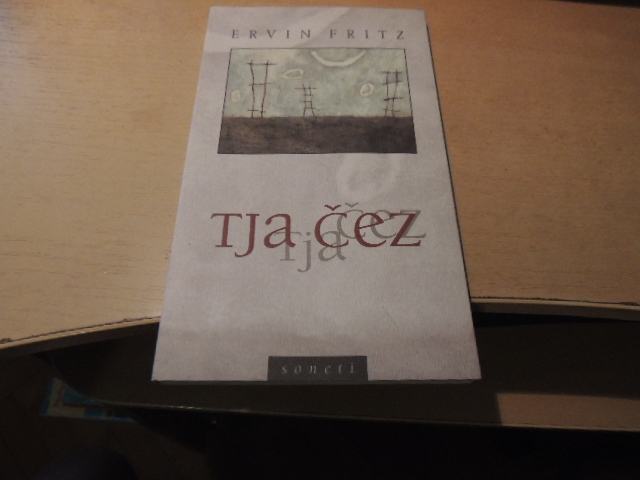 ERVIN FRITZ
Tja čez
Tja čez
soneti